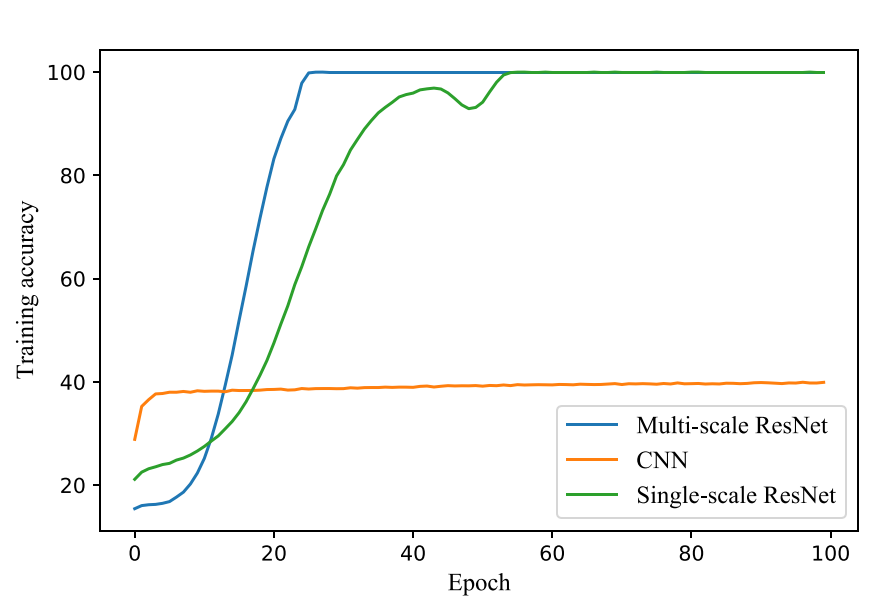 100
80
60
40
20
Training accuracy
Multi-scale ResNet
CNN
Single-scale ResNet
0 20 40 60 80 100
Epoch